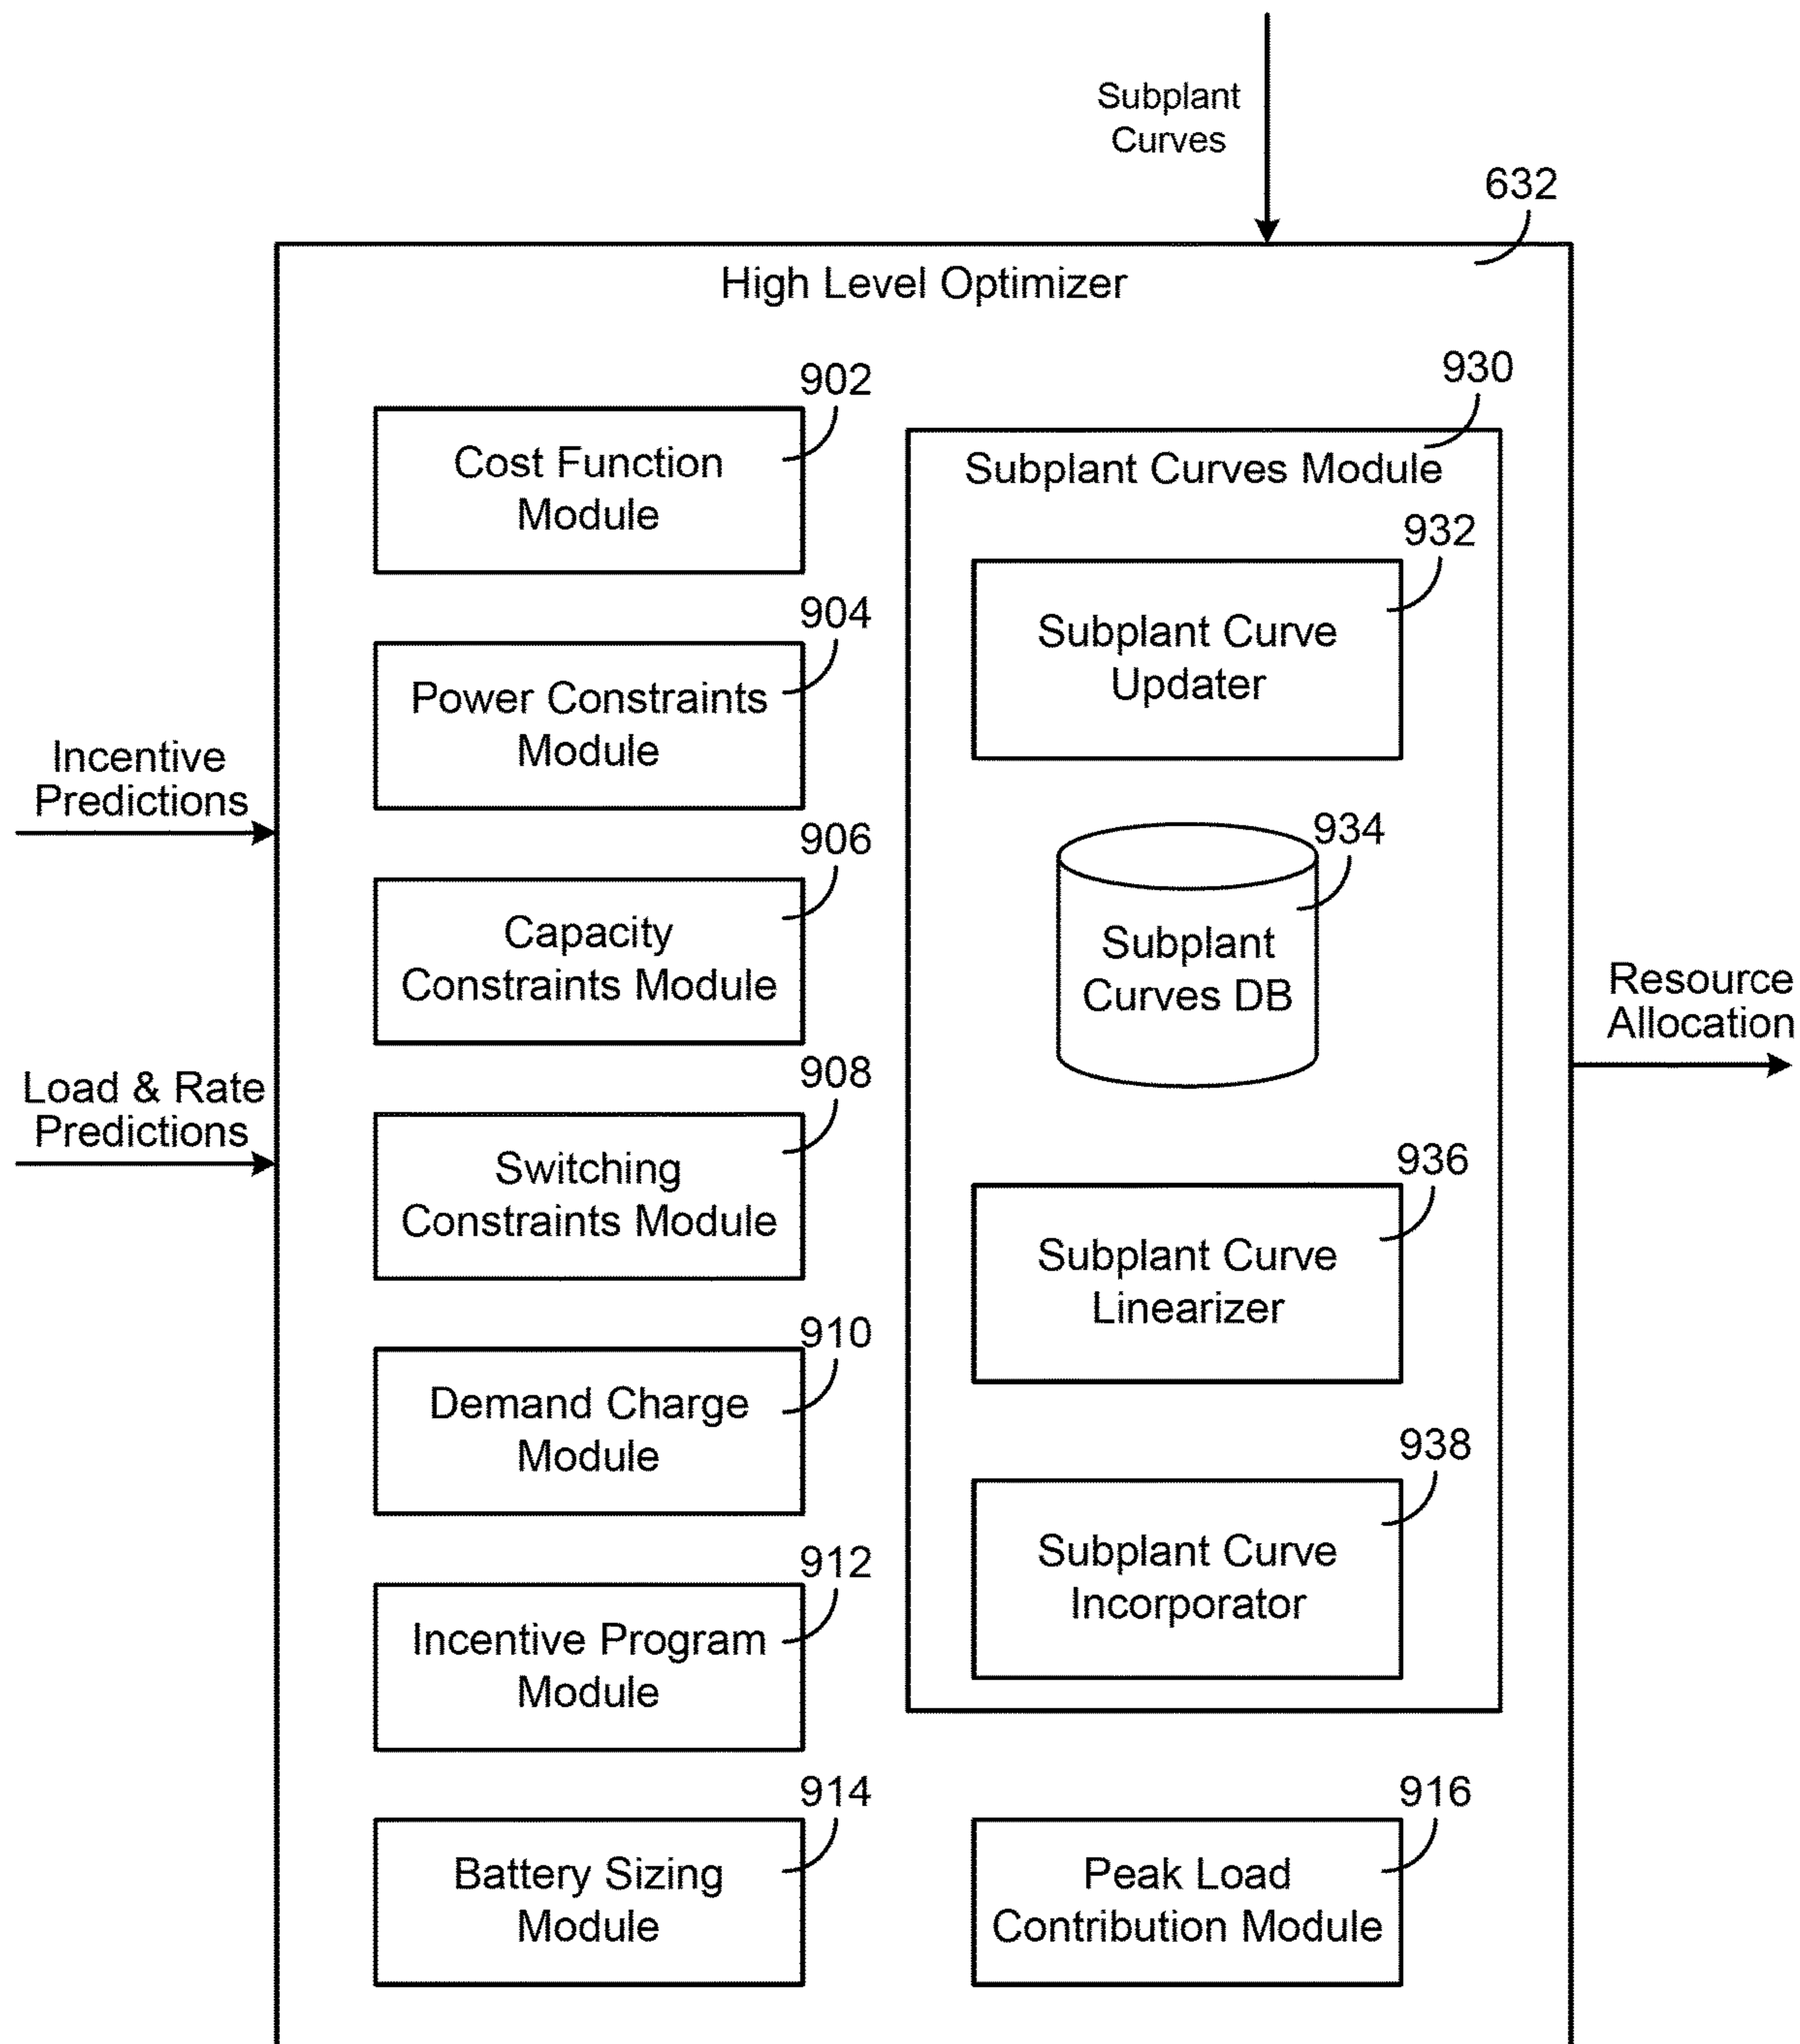 Subplant
Curves
632
High Level Optimizer
902
Cost Function
Module
904
Power Constraints
Module
Incentive
Predictions
906
Capacity
Constraints Module
Load & Rate
Predictions
908
Switching
Constraints Module
910
Demand Charge
Module
912
Incentive Program
Module
914
Battery Sizing
Module
930
Subplant Curves Module
932
Subplant Curve
Updater
934
Subplant
Curves DB
936
Subplant Curve
Linearizer
938
Subplant Curve
Incorporator
916
Peak Load
Contribution Module
Resource
Allocation